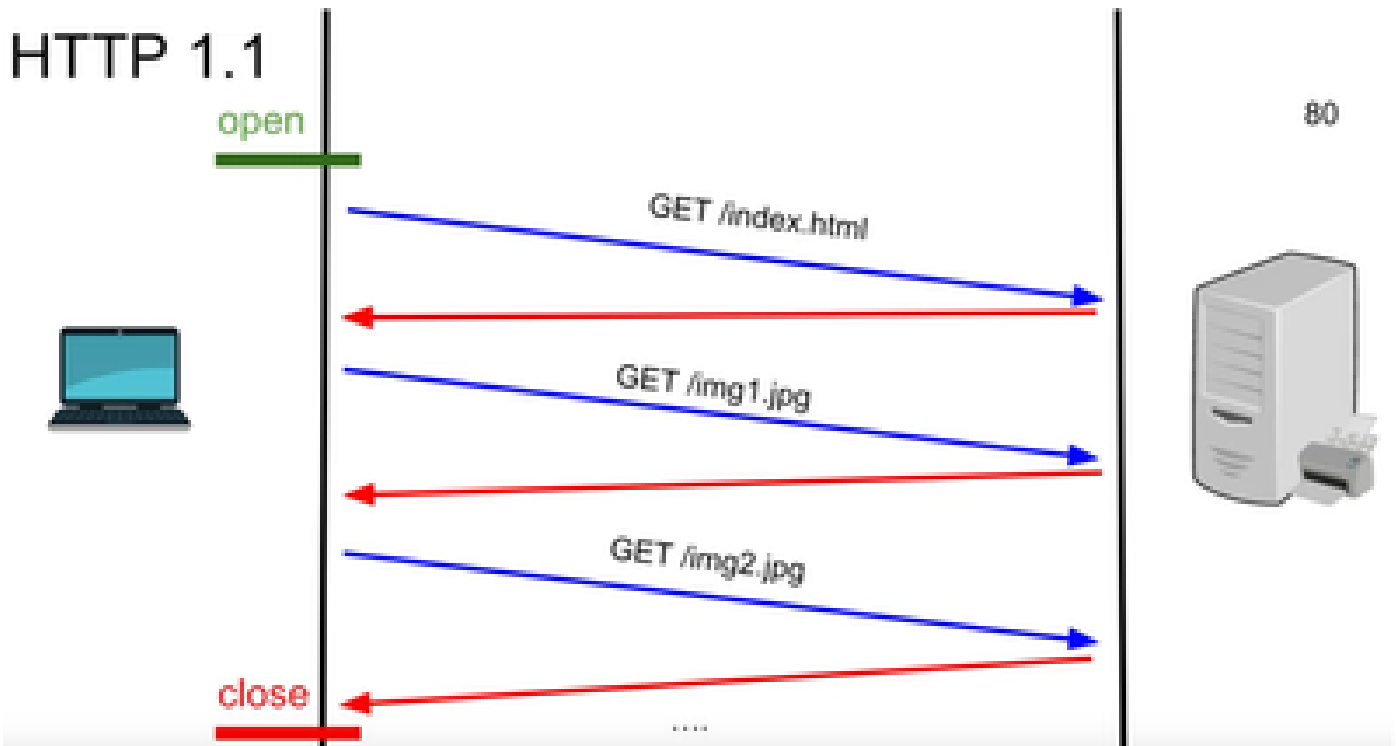 HTTP 1.1
open
80
GET /index.html
GET /img1.jpg
GET /img2.jpg
close
....